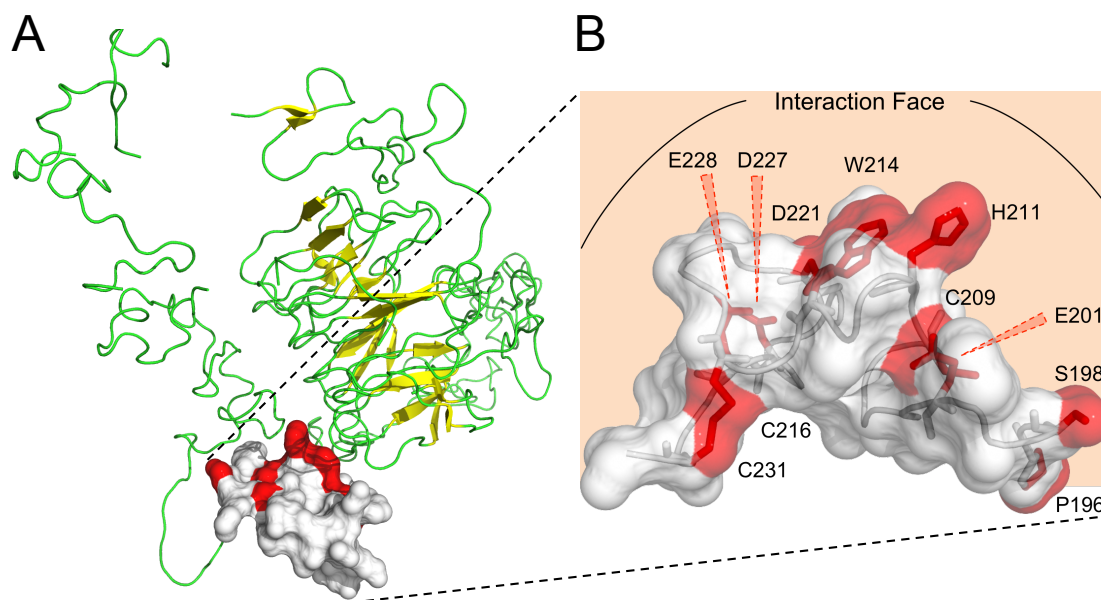 A
B
Interaction Face
E228
D227
W214
D221
H211
C209
E201
S198
C216
C231
P196